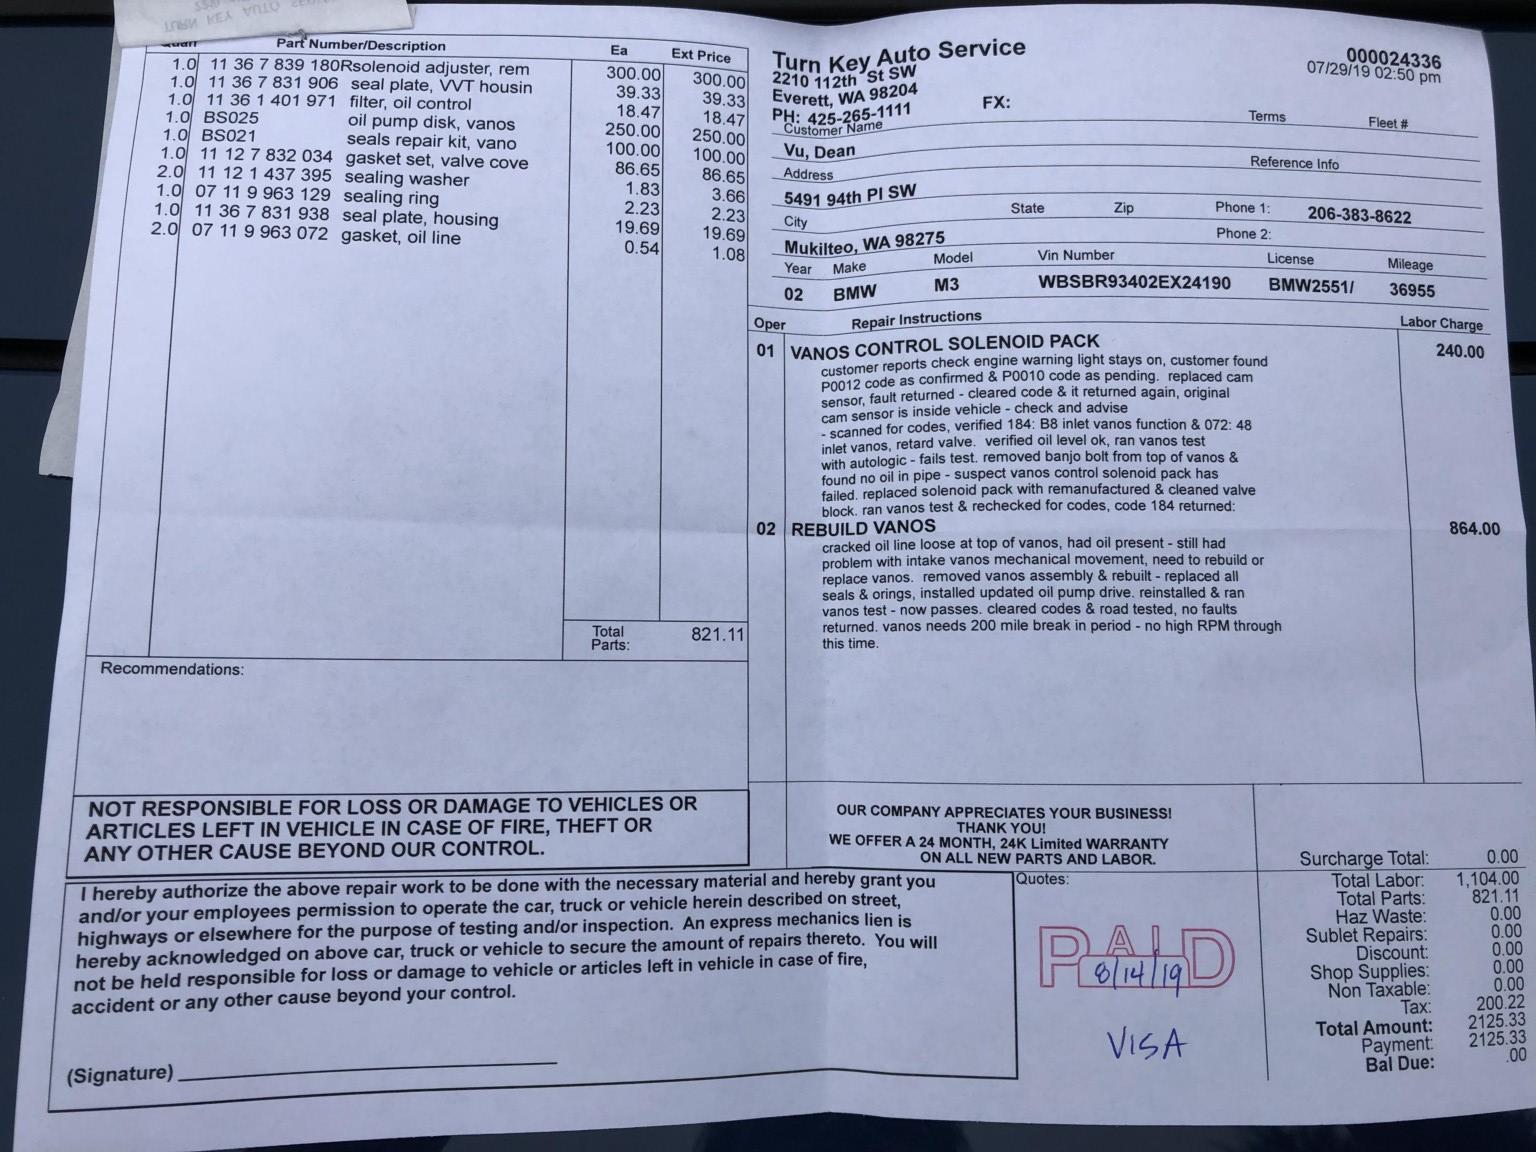 TURN KEY AUTO
Quan Part Number/Description Ea Ext Price
1.0 11 36 7 839 180R solenoid adjuster, rem 300.00 300.00
1.0 11 36 7 831 906 seal plate, VVT housin 39.33 39.33
1.0 11 36 1 401 971 filter, oil control 18.47 18.47
1.0 BS025 oil pump disk, vanos 250.00 250.00
1.0 BS021 seals repair kit, vano 100.00 100.00
1.0 11 12 7 832 034 gasket set, valve cove 86.65 86.65
2.0 11 12 1 437 395 sealing washer 1.83 3.66
1.0 07 11 9 963 129 sealing ring 2.23 2.23
1.0 11 36 7 831 938 seal plate, housing 19.69 19.69
2.0 07 11 9 963 072 gasket, oil line 0.54 1.08
Total Parts: 821.11
Recommendations:
NOT RESPONSIBLE FOR LOSS OR DAMAGE TO VEHICLES OR
ARTICLES LEFT IN VEHICLE IN CASE OF FIRE, THEFT OR
ANY OTHER CAUSE BEYOND OUR CONTROL.
I hereby authorize the above repair work to be done with the necessary material and hereby grant you
and/or your employees permission to operate the car, truck or vehicle herein described on street,
highways or elsewhere for the purpose of testing and/or inspection. An express mechanics lien is
hereby acknowledged on above car, truck or vehicle to secure the amount of repairs thereto. You will
not be held responsible for loss or damage to vehicle or articles left in vehicle in case of fire,
accident or any other cause beyond your control.
(Signature)
Turn Key Auto Service
2210 112th St SW
Everett, WA 98204
PH: 425-265-1111
FX:
000024336
07/29/19 02:50 pm
Customer Name Terms Fleet #
Vu, Dean
Address Reference Info
5491 94th Pl SW
City State Zip Phone 1: 206-383-8622
Mukilteo, WA 98275 Phone 2:
Year Make Model Vin Number License Mileage
02 BMW M3 WBSBR93402EX24190 BMW2551/ 36955
Oper Repair Instructions Labor Charge
01 VANOS CONTROL SOLENOID PACK 240.00
customer reports check engine warning light stays on, customer found
P0012 code as confirmed & P0010 code as pending. replaced cam
sensor, fault returned - cleared code & it returned again, original
cam sensor is inside vehicle - check and advise
- scanned for codes, verified 184: B8 inlet vanos function & 072: 48
inlet vanos, retard valve. verified oil level ok, ran vanos test
with autologic - fails test. removed banjo bolt from top of vanos &
found no oil in pipe - suspect vanos control solenoid pack has
failed. replaced solenoid pack with remanufactured & cleaned valve
block. ran vanos test & rechecked for codes, code 184 returned:
02 REBUILD VANOS 864.00
cracked oil line loose at top of vanos, had oil present - still had
problem with intake vanos mechanical movement, need to rebuild or
replace vanos. removed vanos assembly & rebuilt - replaced all
seals & orings, installed updated oil pump drive. reinstalled & ran
vanos test - now passes. cleared codes & road tested, no faults
returned. vanos needs 200 mile break in period - no high RPM through
this time.
OUR COMPANY APPRECIATES YOUR BUSINESS!
THANK YOU!
WE OFFER A 24 MONTH, 24K Limited WARRANTY
ON ALL NEW PARTS AND LABOR.
Quotes:
PAID
8/14/19
VISA
Surcharge Total: 0.00
Total Labor: 1,104.00
Total Parts: 821.11
Haz Waste: 0.00
Sublet Repairs: 0.00
Discount: 0.00
Shop Supplies: 0.00
Non Taxable: 0.00
Tax: 200.22
Total Amount: 2125.33
Payment: 2125.33
Bal Due: .00